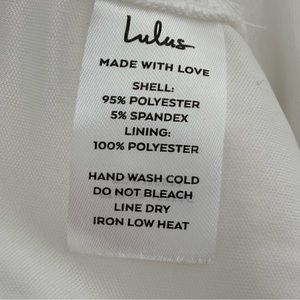 Lulus
MADE WITH LOVE
SHELL:
95% POLYESTER
5% SPANDEX
LINING:
100% POLYESTER
HAND WASH COLD
DO NOT BLEACH
LINE DRY
IRON LOW HEAT